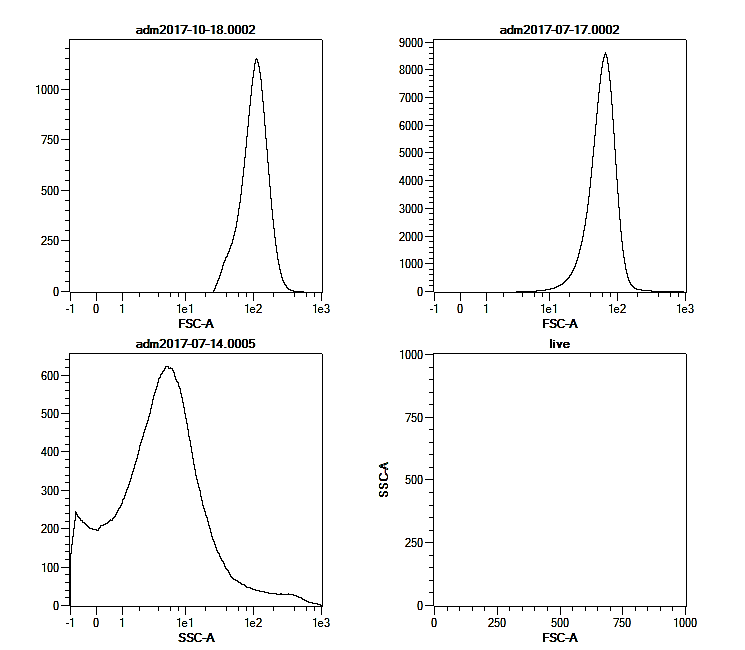 adm2017-10-18.0002
1000
750
500
250
0
-1 0 1 1e1 1e2 1e3
FSC-A
adm2017-07-17.0002
9000
8000
7000
6000
5000
4000
3000
2000
1000
0
-1 0 1 1e1 1e2 1e3
FSC-A
adm2017-07-14.0005
600
500
400
300
200
100
0
-1 0 1 1e1 1e2 1e3
SSC-A
live
1000
750
500
250
0
SSC-A
0 250 500 750 1000
FSC-A